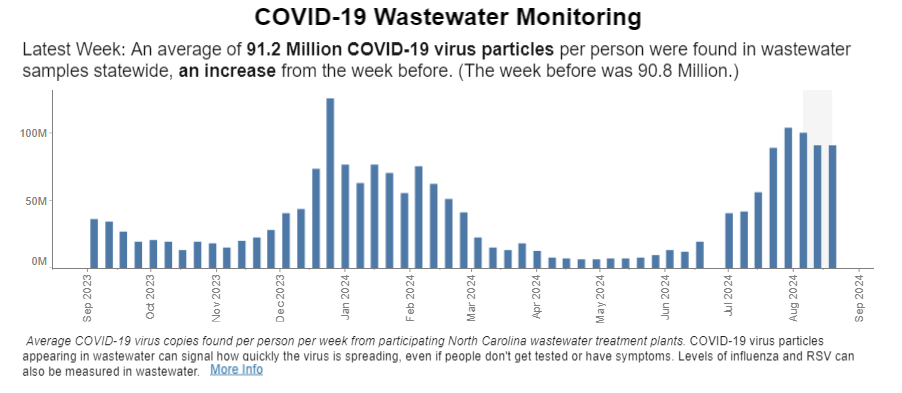 COVID-19 Wastewater Monitoring
Latest Week: An average of 91.2 Million COVID-19 virus particles per person were found in wastewater
samples statewide, an increase from the week before. (The week before was 90.8 Million.)
100M
50M
0M
Sep 2023
Oct 2023
Nov 2023
Dec2023
Jan 2024
Feb 2024
Mar 2024
Apr 2024
May 2024
Jun 2024
Jul 2024
Aug 2024
Sep 2024
Average COVID-19 virus copies found per person per week from participating North Carolina wastewater treatment plants. COVID-19 virus particles
appearing in wastewater can signal how quickly the virus is spreading, even if people don't get tested or have symptoms. Levels of influenza and RSV can
also be measured in wastewater. More Info